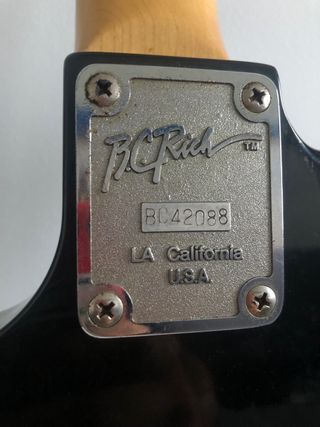 B.C. Rich TM
BC42088
LA California
U.S.A.